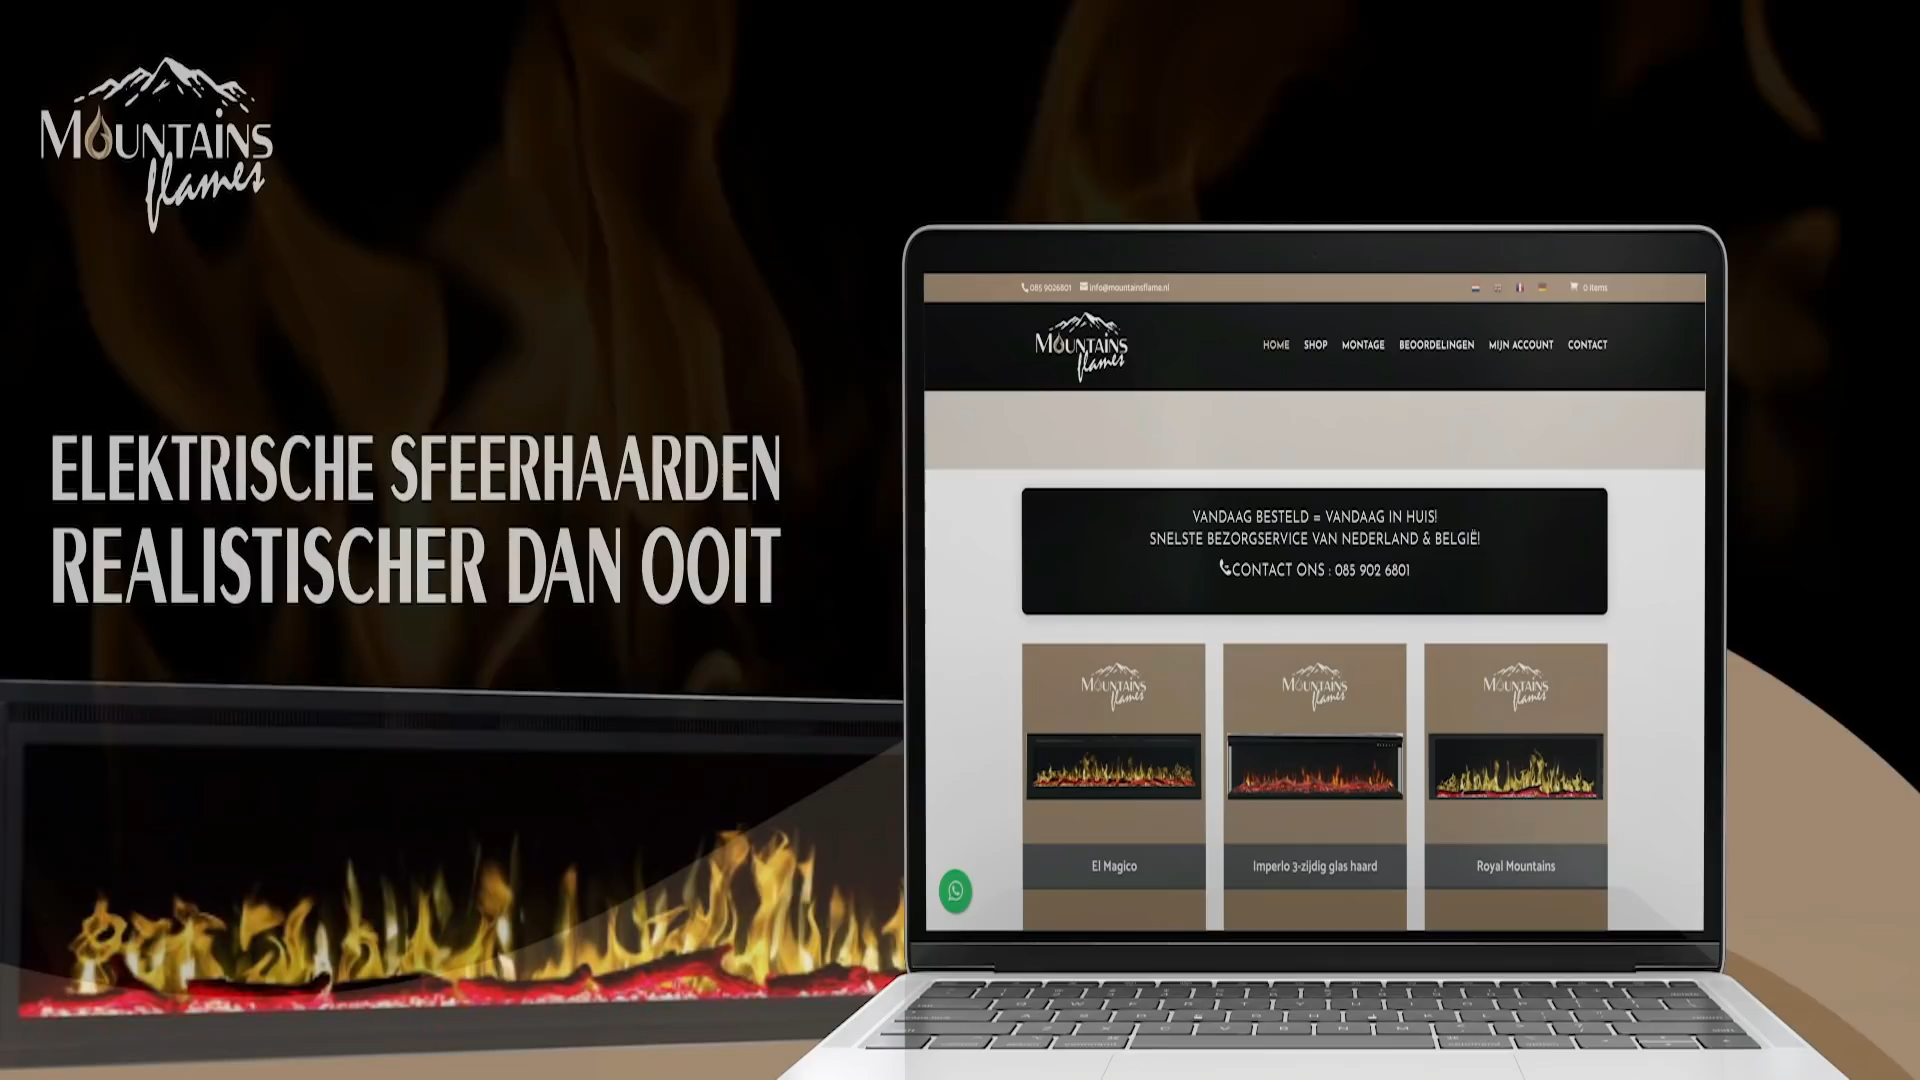 MOUNTAINS
flames
ELEKTRISCHE SFEERHAARDEN
REALISTISCHER DAN OOIT
085 9026801 info@mountainsflame.nl 0 items
MOUNTAINS
flames
HOME SHOP MONTAGE BEOORDELINGEN MIJN ACCOUNT CONTACT
VANDAAG BESTELD = VANDAAG IN HUIS!
SNELSTE BEZORGSERVICE VAN NEDERLAND & BELGIË!
CONTACT ONS : 085 902 6801
MOUNTAINS
flames
MOUNTAINS
flames
MOUNTAINS
flames
El Magico
Imperlo 3-zijdig glas haard
Royal Mountains